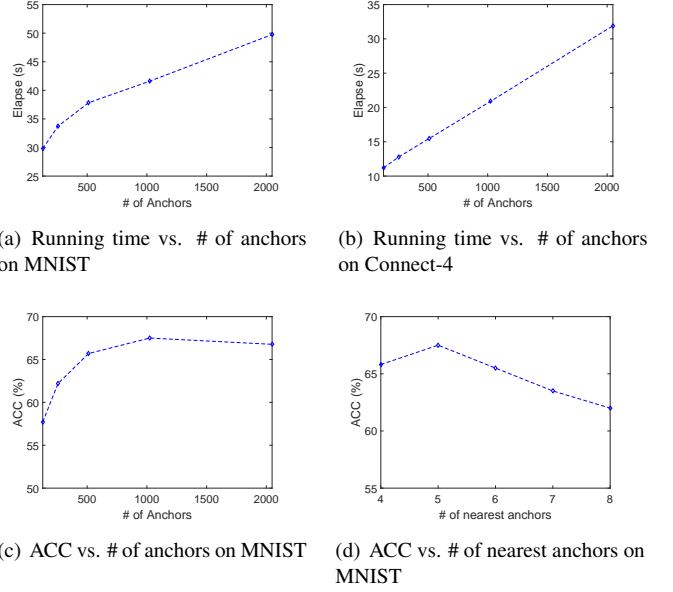 55
50
45
40
35
30
25
Elapse (s)
500 1000 1500 2000
# of Anchors
(a) Running time vs. # of anchors
on MNIST
35
30
25
20
15
10
Elapse (s)
500 1000 1500 2000
# of Anchors
(b) Running time vs. # of anchors
on Connect-4
70
65
60
55
50
ACC (%)
500 1000 1500 2000
# of Anchors
(c) ACC vs. # of anchors on MNIST
70
65
60
55
ACC (%)
4 5 6 7 8
# of nearest anchors
(d) ACC vs. # of nearest anchors on
MNIST